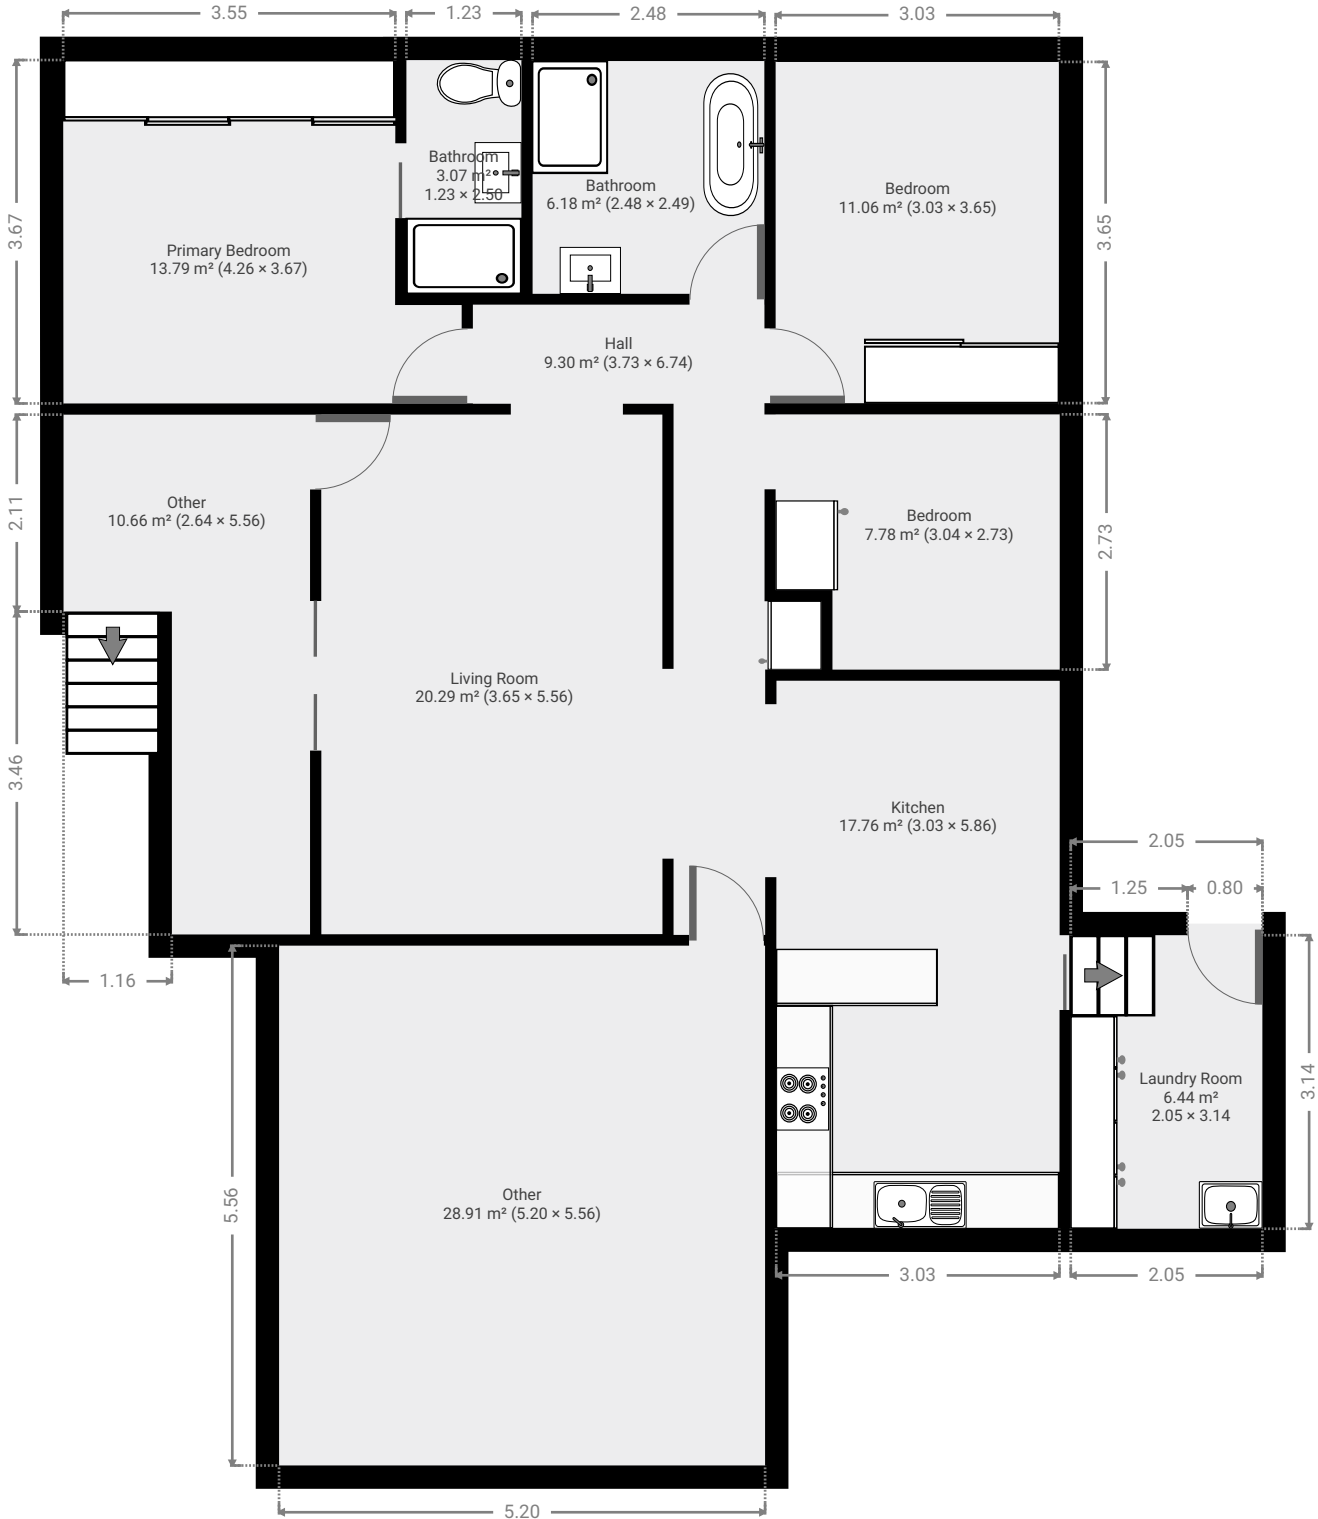 3.55
1.23
2.48
3.03
3.67
3.65
Bathroom
3.07 m²
1.23 × 2.50
Bathroom
6.18 m² (2.48 × 2.49)
Bedroom
11.06 m² (3.03 × 3.65)
Primary Bedroom
13.79 m² (4.26 × 3.67)
Hall
9.30 m² (3.73 × 6.74)
2.11
Other
10.66 m² (2.64 × 5.56)
Bedroom
7.78 m² (3.04 × 2.73)
2.73
Living Room
20.29 m² (3.65 × 5.56)
3.46
Kitchen
17.76 m² (3.03 × 5.86)
2.05
1.25
0.80
1.16
Laundry Room
6.44 m²
2.05 × 3.14
3.14
5.56
Other
28.91 m² (5.20 × 5.56)
3.03
2.05
5.20